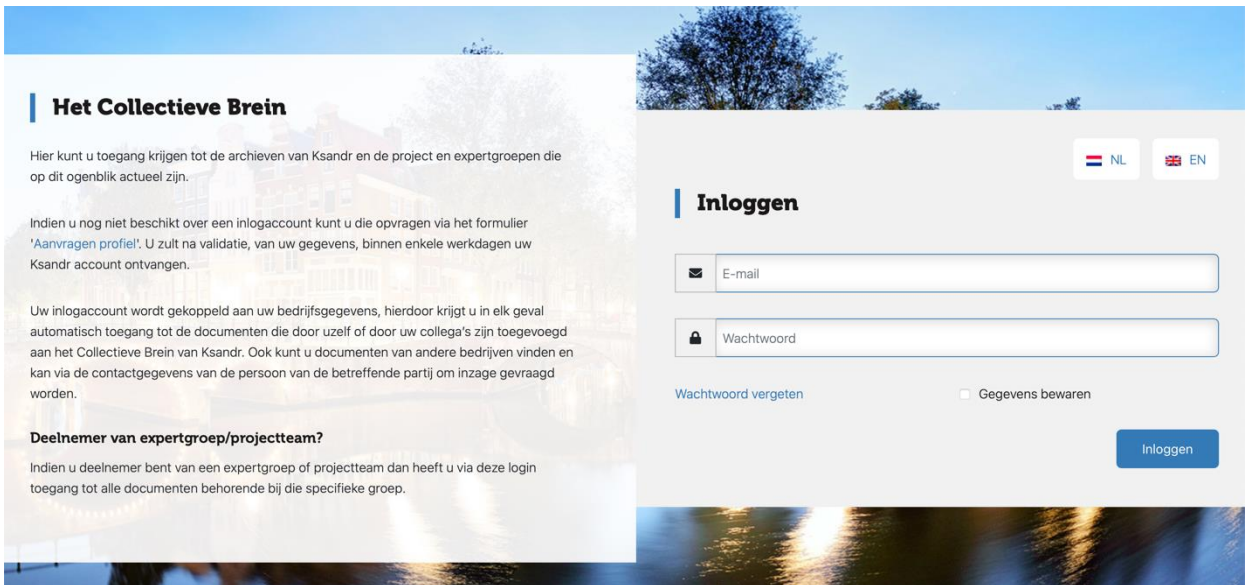 Het Collectieve Brein
Hier kunt u toegang krijgen tot de archieven van Ksandr en de project en expertgroepen die
op dit ogenblik actueel zijn.
Indien u nog niet beschikt over een inlogaccount kunt u die opvragen via het formulier
'Aanvragen profiel'. U zult na validatie, van uw gegevens, binnen enkele werkdagen uw
Ksandr account ontvangen.
Uw inlogaccount wordt gekoppeld aan uw bedrijfsgegevens, hierdoor krijgt u in elk geval
automatisch toegang tot de documenten die door uzelf of door uw collega's zijn toegevoegd
aan het Collectieve Brein van Ksandr. Ook kunt u documenten van andere bedrijven vinden en
kan via de contactgegevens van de persoon van de betreffende partij om inzage gevraagd
worden.
Deelnemer van expertgroep/projectteam?
Indien u deelnemer bent van een expertgroep of projectteam dan heeft u via deze login
toegang tot alle documenten behorende bij die specifieke groep.
NL EN
Inloggen
E-mail
Wachtwoord
Wachtwoord vergeten Gegevens bewaren
Inloggen